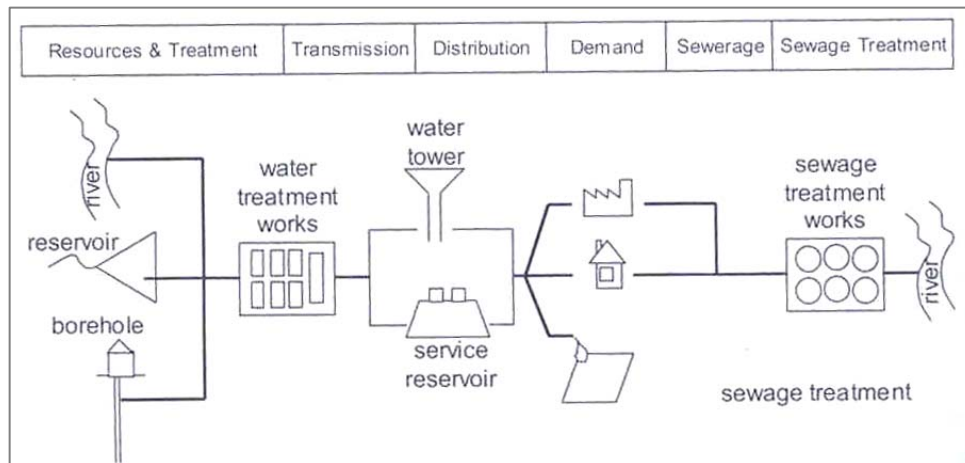 Resources & Treatment
Transmission
Distribution
Demand
Sewerage
Sewage Treatment
river
reservoir
borehole
water
treatment
works
water
tower
service
reservoir
sewage
treatment
works
river
sewage treatment